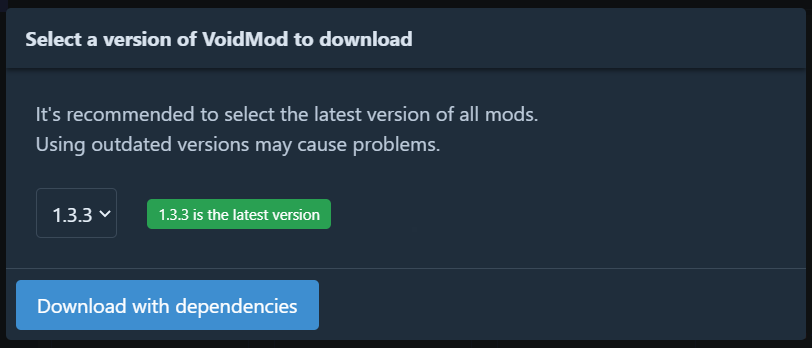 Select a version of VoidMod to download
It's recommended to select the latest version of all mods.
Using outdated versions may cause problems.
1.3.3 1.3.3 is the latest version
Download with dependencies